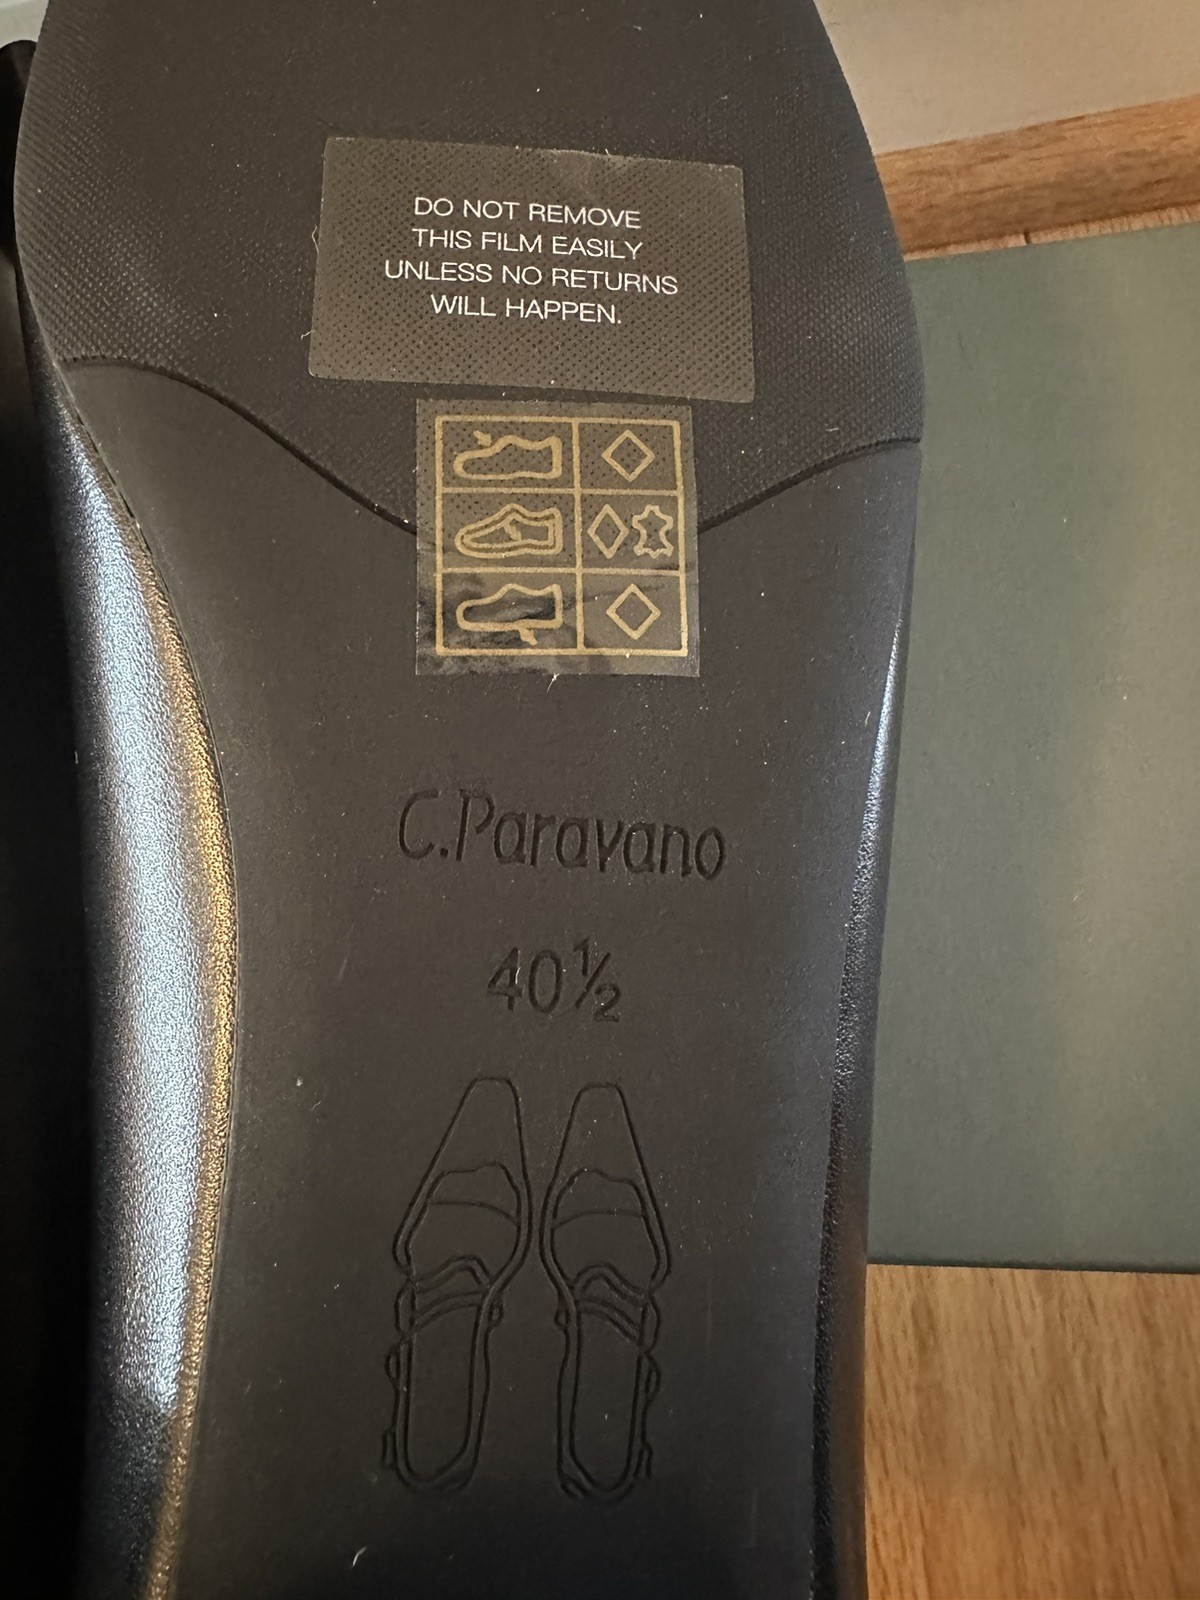 DO NOT REMOVE
THIS FILM EASILY
UNLESS NO RETURNS
WILL HAPPEN.
C.Paravano
40½